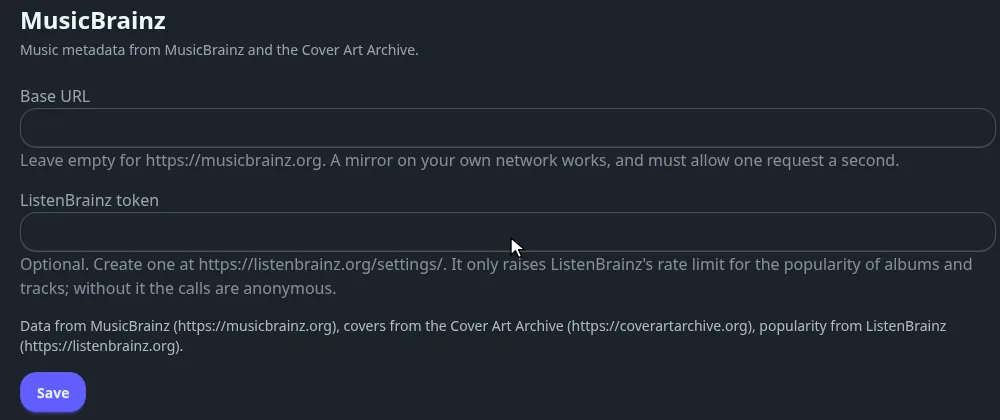 MusicBrainz
Music metadata from MusicBrainz and the Cover Art Archive.
Base URL
Leave empty for https://musicbrainz.org. A mirror on your own network works, and must allow one request a second.
ListenBrainz token
Optional. Create one at https://listenbrainz.org/settings/. It only raises ListenBrainz's rate limit for the popularity of albums and
tracks; without it the calls are anonymous.
Data from MusicBrainz (https://musicbrainz.org), covers from the Cover Art Archive (https://coverartarchive.org), popularity from ListenBrainz
(https://listenbrainz.org).
Save